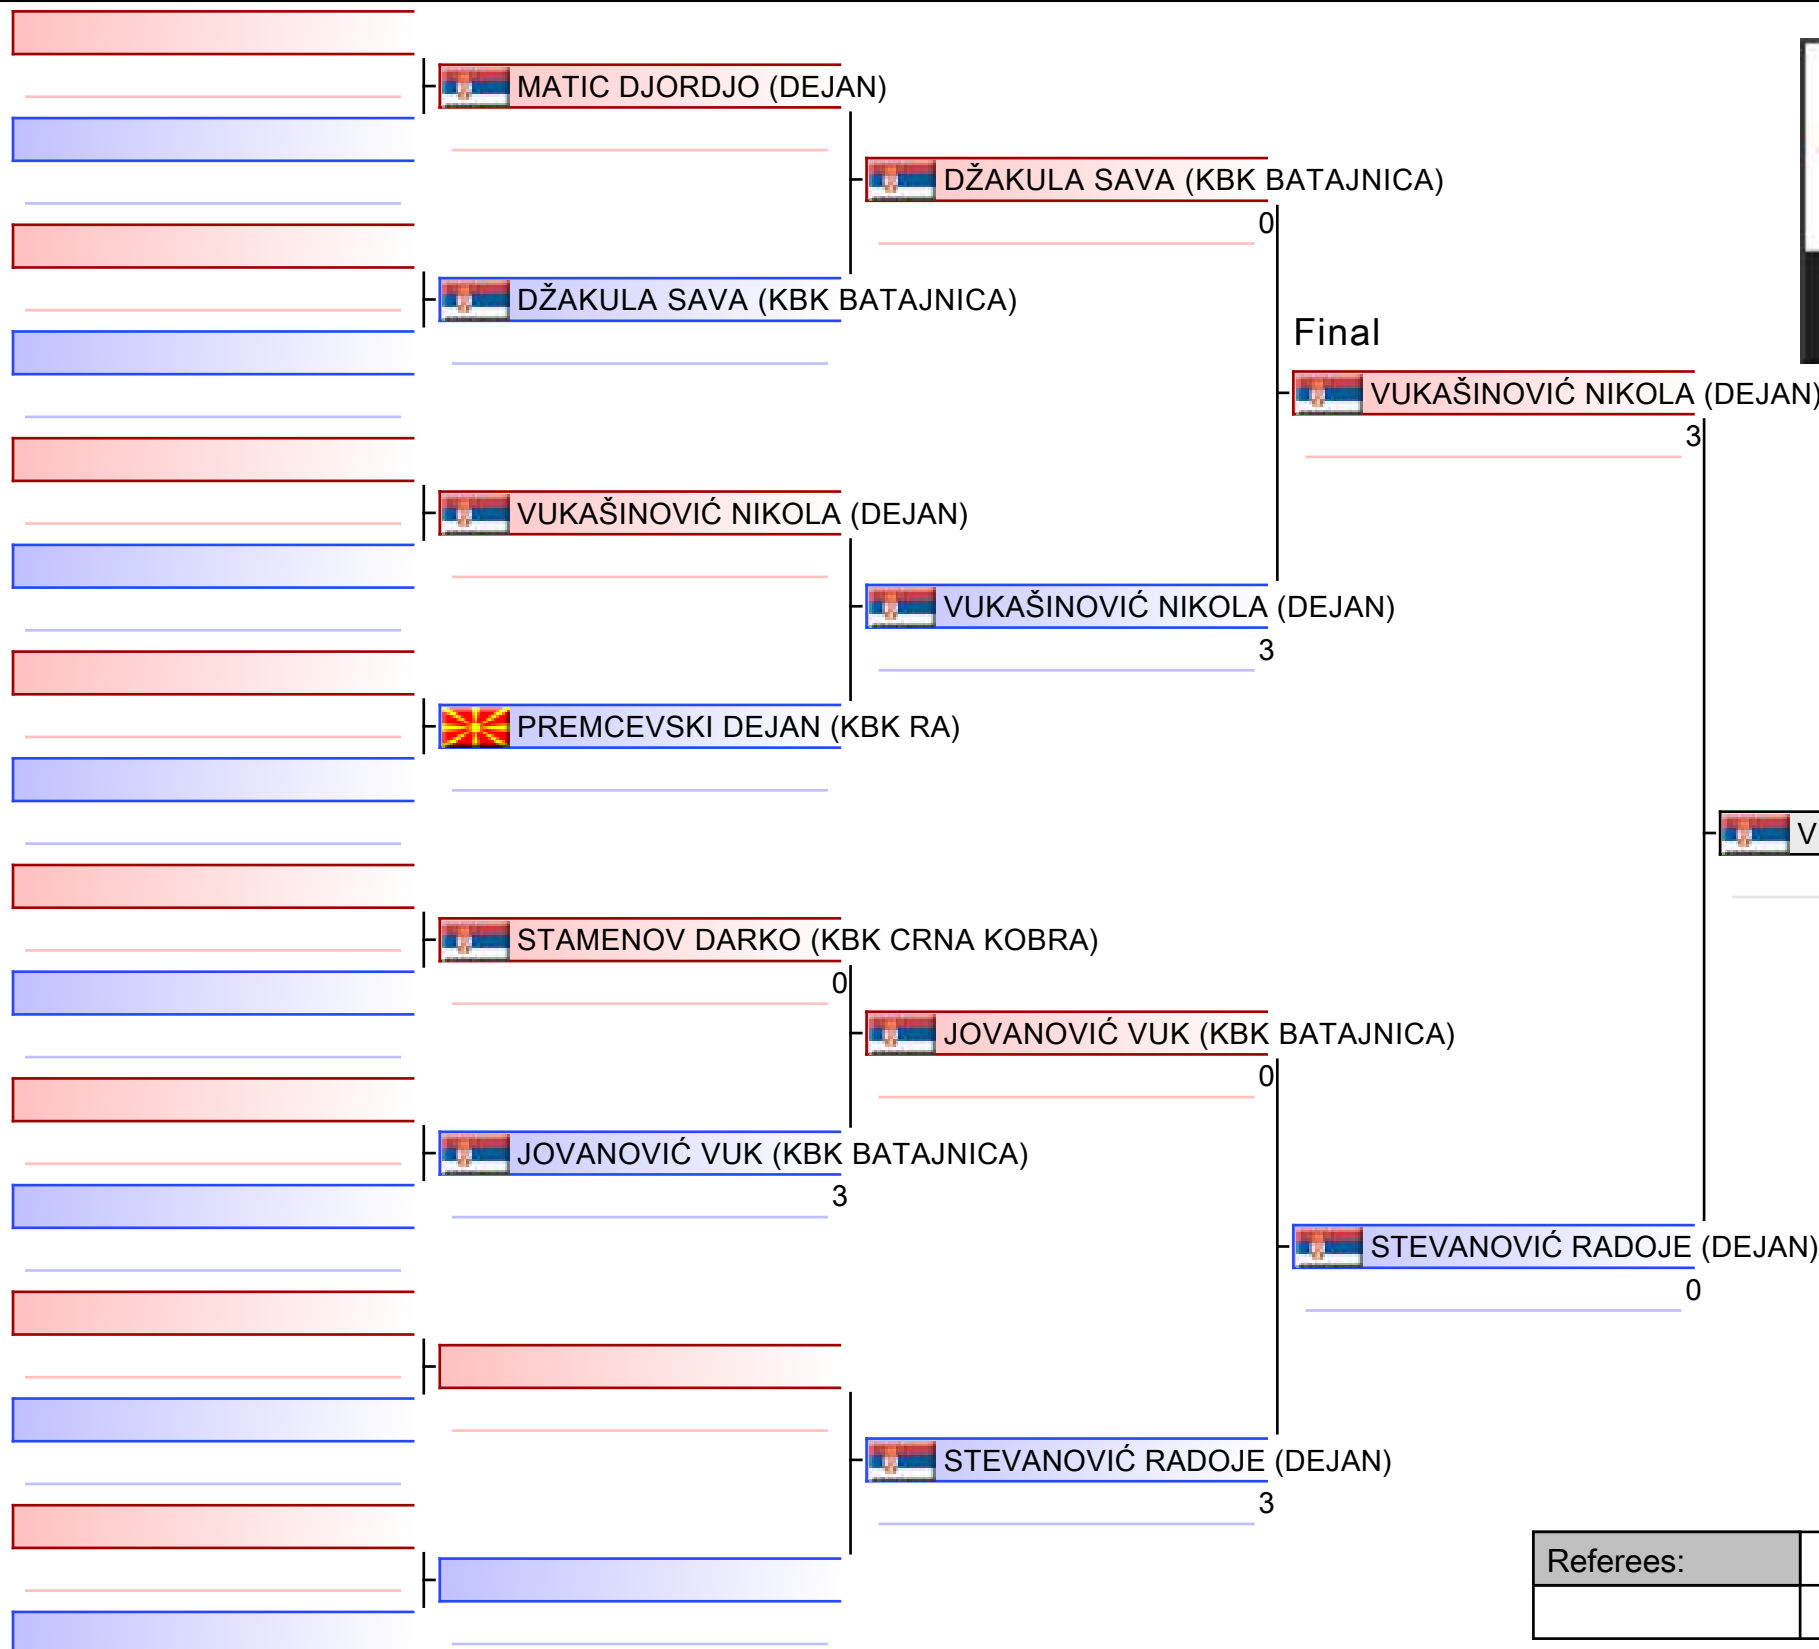 MATIC DJORDJO (DEJAN)
DŽAKULA SAVA (KBK BATAJNICA)
0
DŽAKULA SAVA (KBK BATAJNICA)
Final
VUKAŠINOVIĆ NIKOLA (DEJAN)
3
VUKAŠINOVIĆ NIKOLA (DEJAN)
VUKAŠINOVIĆ NIKOLA (DEJAN)
3
PREMCEVSKI DEJAN (KBK RA)
V
STAMENOV DARKO (KBK CRNA KOBRA)
0
JOVANOVIĆ VUK (KBK BATAJNICA)
0
JOVANOVIĆ VUK (KBK BATAJNICA)
3
STEVANOVIĆ RADOJE (DEJAN)
0
STEVANOVIĆ RADOJE (DEJAN)
3
Referees: